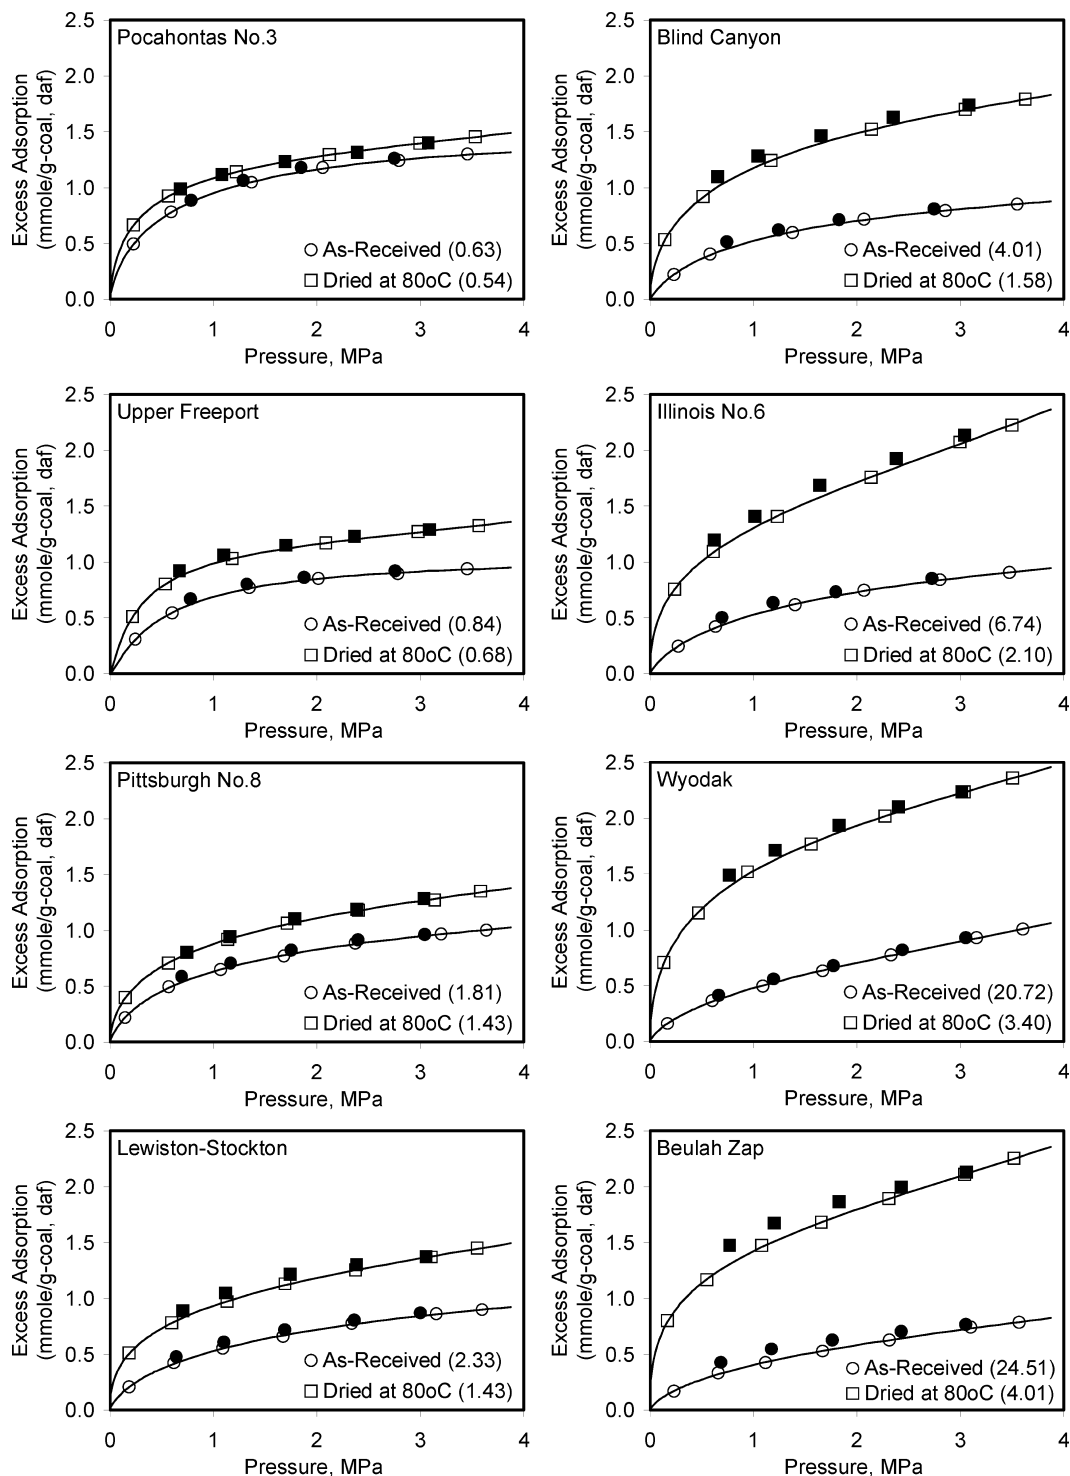 Pocahontas No.3
Excess Adsorption
(mmole/g-coal, daf)
2.5
2.0
1.5
1.0
0.5
0.0
As-Received (0.63)
Dried at 80oC (0.54)
0 1 2 3 4
Pressure, MPa
Blind Canyon
Excess Adsorption
(mmole/g-coal, daf)
2.5
2.0
1.5
1.0
0.5
0.0
As-Received (4.01)
Dried at 80oC (1.58)
0 1 2 3 4
Pressure, MPa
Upper Freeport
Excess Adsorption
(mmole/g-coal, daf)
2.5
2.0
1.5
1.0
0.5
0.0
As-Received (0.84)
Dried at 80oC (0.68)
0 1 2 3 4
Pressure, MPa
Illinois No.6
Excess Adsorption
(mmole/g-coal, daf)
2.5
2.0
1.5
1.0
0.5
0.0
As-Received (6.74)
Dried at 80oC (2.10)
0 1 2 3 4
Pressure, MPa
Pittsburgh No.8
Excess Adsorption
(mmole/g-coal, daf)
2.5
2.0
1.5
1.0
0.5
0.0
As-Received (1.81)
Dried at 80oC (1.43)
0 1 2 3 4
Pressure, MPa
Wyodak
Excess Adsorption
(mmole/g-coal, daf)
2.5
2.0
1.5
1.0
0.5
0.0
As-Received (20.72)
Dried at 80oC (3.40)
0 1 2 3 4
Pressure, MPa
Lewiston-Stockton
Excess Adsorption
(mmole/g-coal, daf)
2.5
2.0
1.5
1.0
0.5
0.0
As-Received (2.33)
Dried at 80oC (1.43)
0 1 2 3 4
Pressure, MPa
Beulah Zap
Excess Adsorption
(mmole/g-coal, daf)
2.5
2.0
1.5
1.0
0.5
0.0
As-Received (24.51)
Dried at 80oC (4.01)
0 1 2 3 4
Pressure, MPa